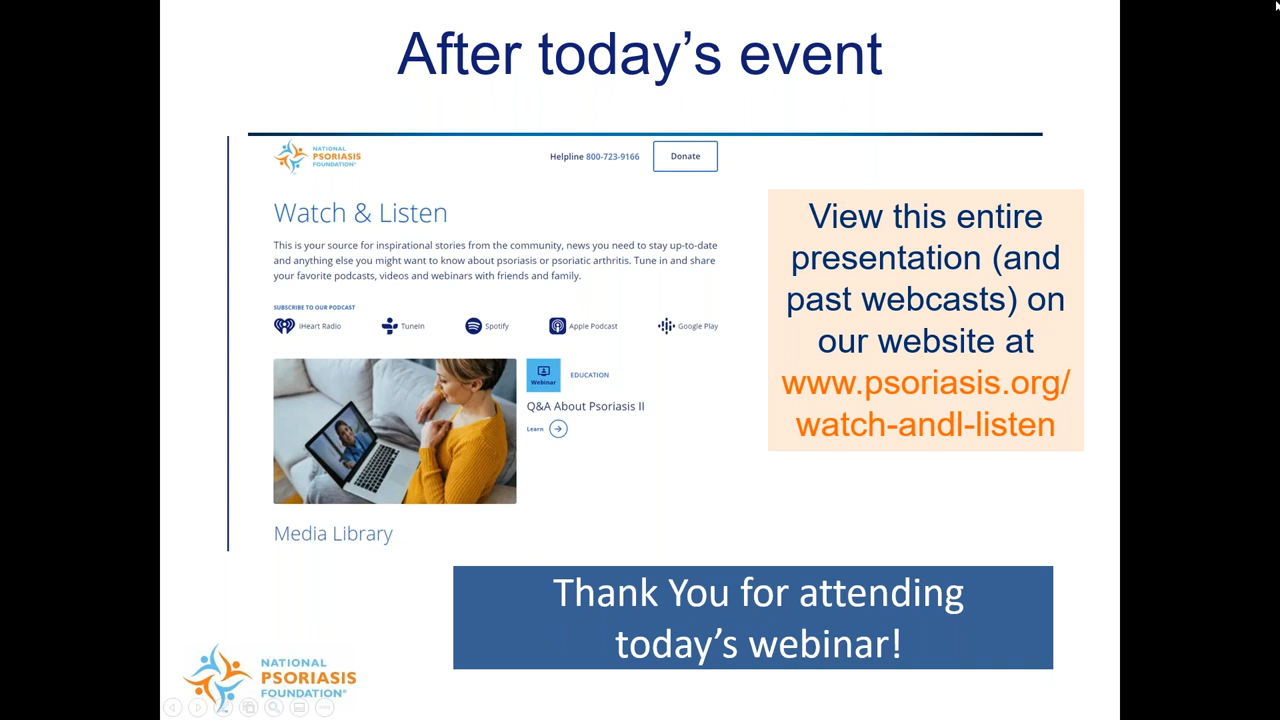 After today's event
NATIONAL
PSORIASIS
FOUNDATION®
Helpline 800-723-9166
Donate
Watch & Listen
This is your source for inspirational stories from the community, news you need to stay up-to-date
and anything else you might want to know about psoriasis or psoriatic arthritis. Tune in and share
your favorite podcasts, videos and webinars with friends and family.
SUBSCRIBE TO OUR PODCAST
iHeart Radio
TuneIn
Spotify
Apple Podcast
Google Play
Webinar
EDUCATION
Q&A About Psoriasis II
Learn
Media Library
View this entire
presentation (and
past webcasts) on
our website at
www.psoriasis.org/
watch-andl-listen
Thank You for attending
today's webinar!
NATIONAL
PSORIASIS
FOUNDATION®